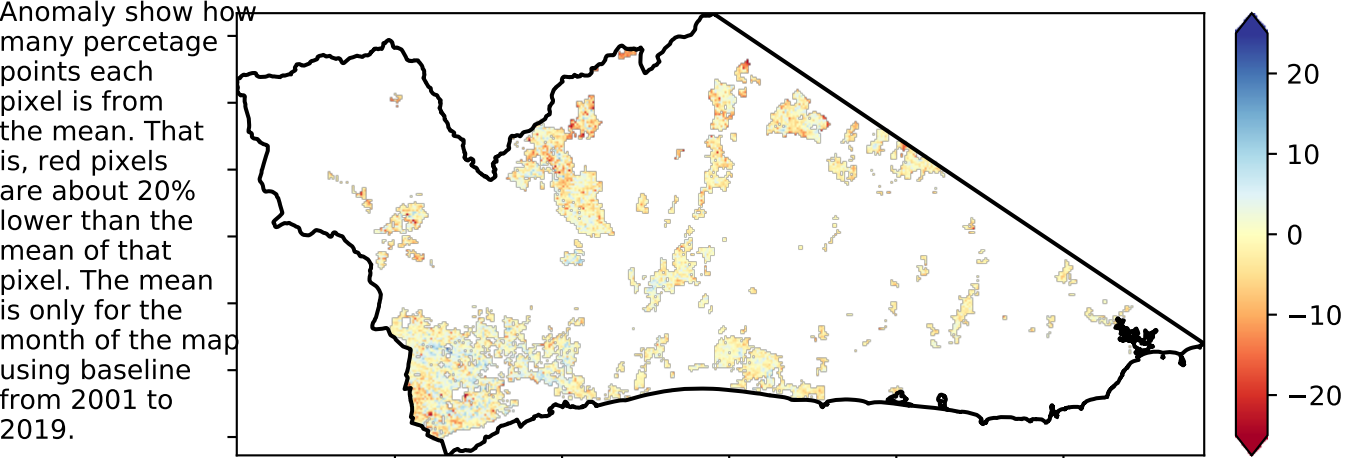 Anomaly show how
many percetage
points each
pixel is from
the mean. That
is, red pixels
are about 20%
lower than the
mean of that
pixel. The mean
is only for the
month of the map
using baseline
from 2001 to
2019.
20
10
0
−10
−20